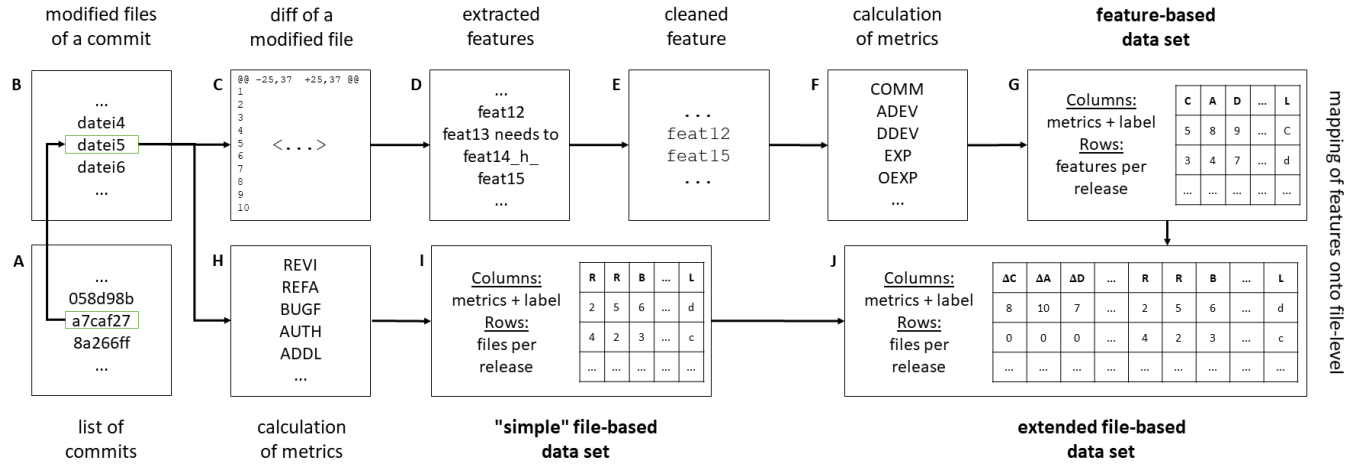 modified files
of a commit
diff of a
modified file
extracted
features
cleaned
feature
calculation
of metrics
feature-based
data set
B
...
datei4
datei5
datei6
...
C
@@ -25,37 +25,37 @@
1
2
3
4
5
6
7
8
9
10
<...>
D
...
feat12
feat13 needs to
feat14_h_
feat15
...
E
...
feat12
feat15
...
F
COMM
ADEV
DDEV
EXP
OEXP
...
G
Columns:
metrics + label
Rows:
features per
release
C A D ... L
5 8 9 ... C
3 4 7 ... d
... ... ... ... ...
mapping of features onto file-level
A
...
058d98b
a7caf27
8a266ff
...
H
REVI
REFA
BUGF
AUTH
ADDL
...
I
Columns:
metrics + label
Rows:
files per
release
R R B ... L
2 5 6 ... d
4 2 3 ... c
... ... ... ... ...
J
Columns:
metrics + label
Rows:
files per
release
ΔC ΔA ΔD ... R R B ... L
8 10 7 ... 2 5 6 ... d
0 0 0 ... 4 2 3 ... c
... ... ... ... ... ... ... ... ...
list of
commits
calculation
of metrics
"simple" file-based
data set
extended file-based
data set